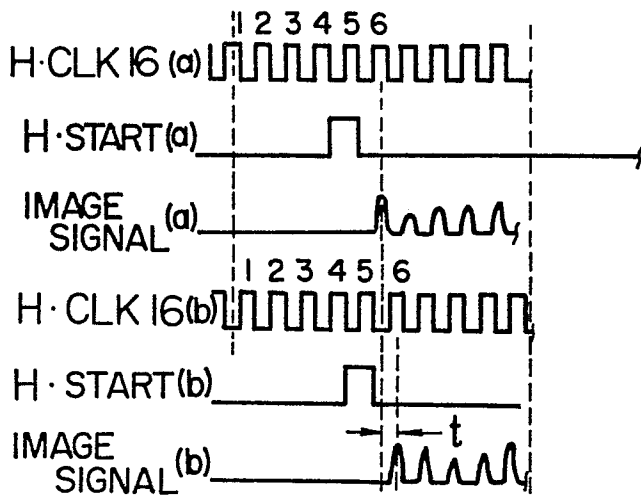 1 2 3 4 5 6
H·CLK 16 (a)
H·START(a)
IMAGE
SIGNAL (a)
1 2 3 4 5 6
H·CLK 16(b)
H·START(b)
t
IMAGE
SIGNAL (b)